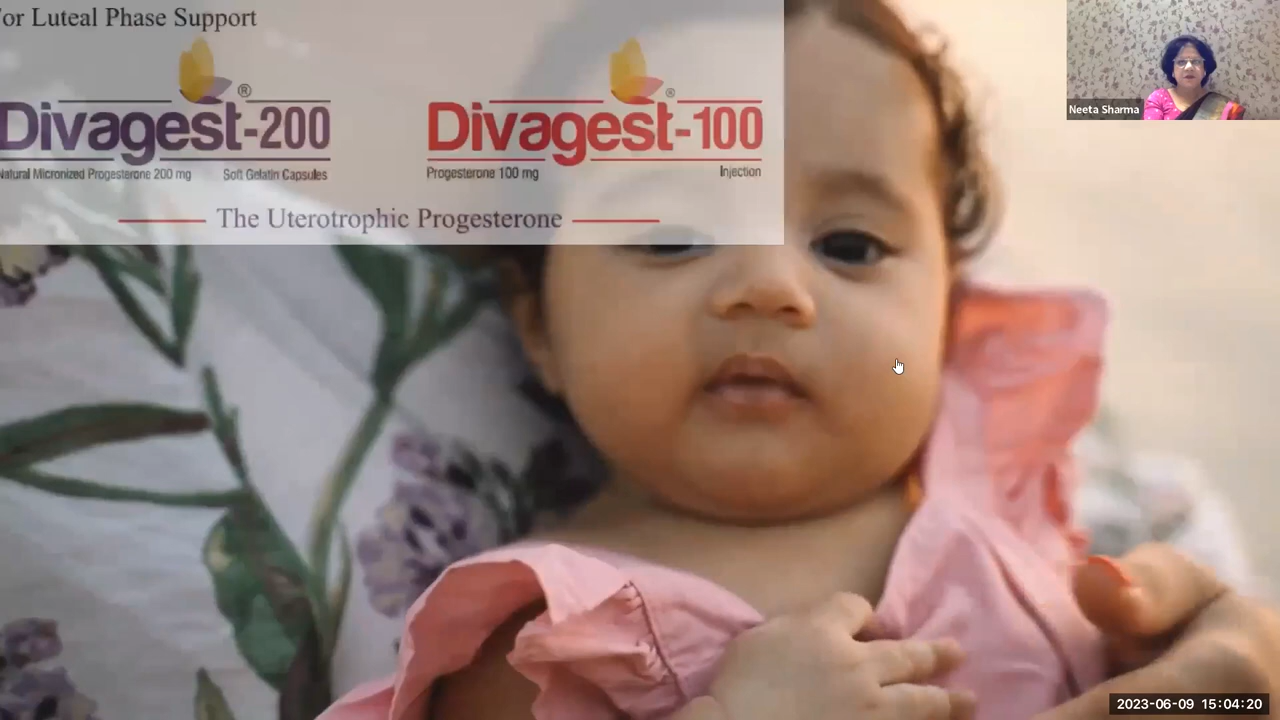 or Luteal Phase Support
®
Divagest-200
Natural Micronized Progesterone 200 mg Soft Gelatin Capsules
®
Divagest-100
Progesterone 100 mg Injection
The Uterotrophic Progesterone
Neeta Sharma
2023-06-09 15:04:20